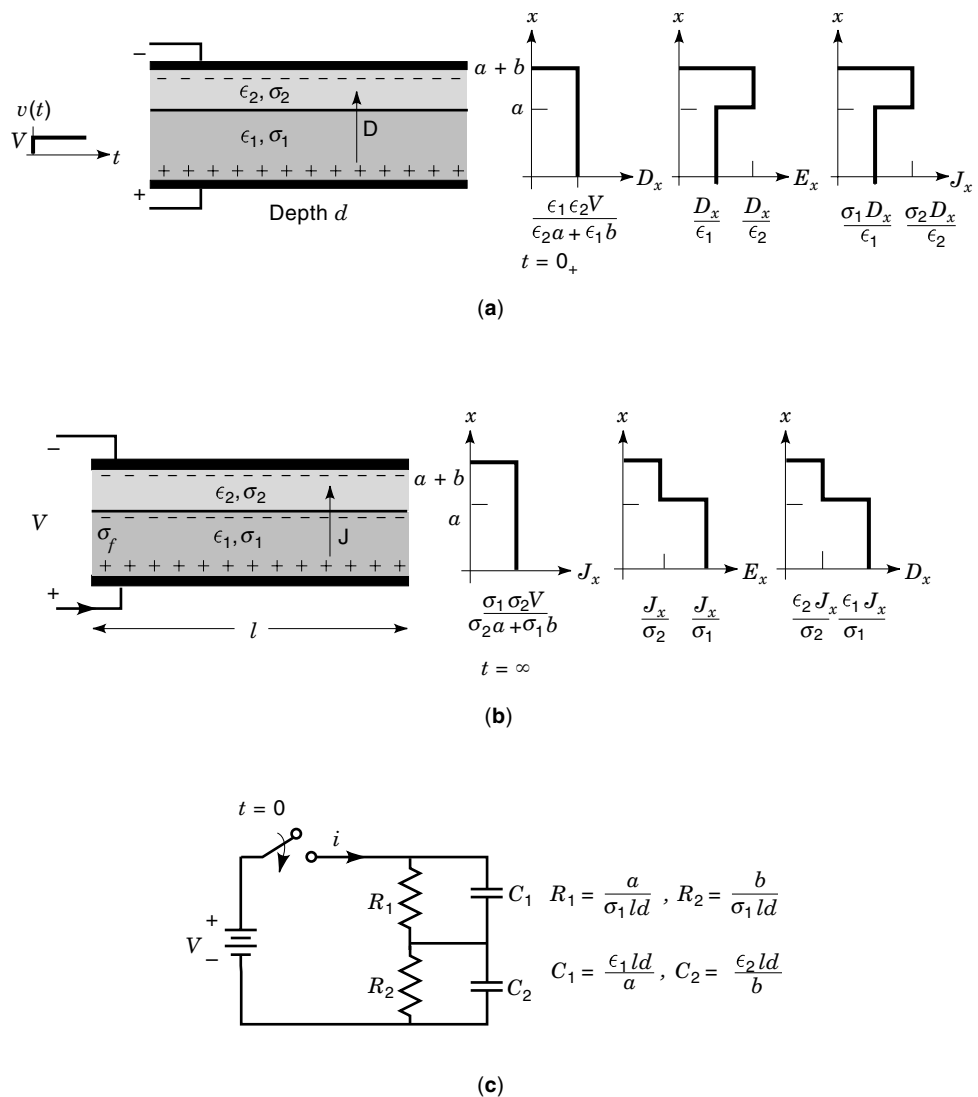 x
x
x
−
a + b
− − − − − − − − − − − − −
ϵ₂, σ₂
v(t)
a
D
V
ϵ₁, σ₁
t
+ + + + + + + + + + + + +
Dₓ
Eₓ
Jₓ
+
Depth d
ϵ₁ϵ₂V / ϵ₂a + ϵ₁b
Dₓ / ϵ₁
Dₓ / ϵ₂
σ₁Dₓ / ϵ₁
σ₂Dₓ / ϵ₂
t = 0₊
(a)
x
x
x
−
− − − − − − − − − − − − −
a + b
ϵ₂, σ₂
V
− − − − − − − − − − − − −
a
σf
ϵ₁, σ₁
J
+ + + + + + + + + + + + +
Jₓ
Eₓ
Dₓ
+
l
σ₁σ₂V / σ₂a + σ₁b
Jₓ / σ₂
Jₓ / σ₁
ϵ₂Jₓ / σ₂
ϵ₁Jₓ / σ₁
t = ∞
(b)
t = 0
i
R₁
C₁
R₁ = a / σ₁ld , R₂ = b / σ₁ld
+
V
−
R₂
C₂
C₁ = ϵ₁ld / a , C₂ = ϵ₂ld / b
(c)